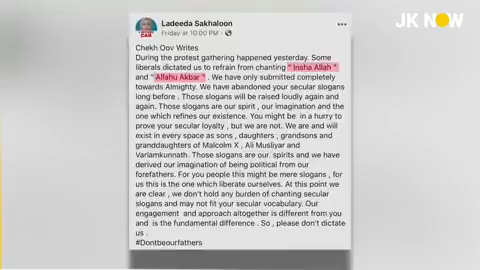 JK NOW
Ladeeda Sakhaloon
Friday at 10:00 PM
CAB
Chekh Oov Writes
During the protest gathering happened yesterday. Some
liberals dictated us to refrain from chanting " Insha Allah "
and " Allahu Akbar " . We have only submitted completely
towards Almighty. We have abandoned your secular slogans
long before . Those slogans will be raised loudly again and
again. Those slogans are our spirit , our imagination and the
one which refines our existence. You might be in a hurry to
prove your secular loyalty , but we are not. We are and will
exist in every space as sons , daughters , grandsons and
granddaughters of Malcolm X , Ali Musliyar and
Variamkunnath. Those slogans are our spirits and we have
derived our imagination of being political from our
forefathers. For you people this might be mere slogans , for
us this is the one which liberate ourselves. At this point we
are clear , we don't hold any burden of chanting secular
slogans and may not fit your secular vocabulary. Our
engagement and approach altogether is different from you
and is the fundamental difference . So , please don't dictate
us .
#Dontbeourfathers